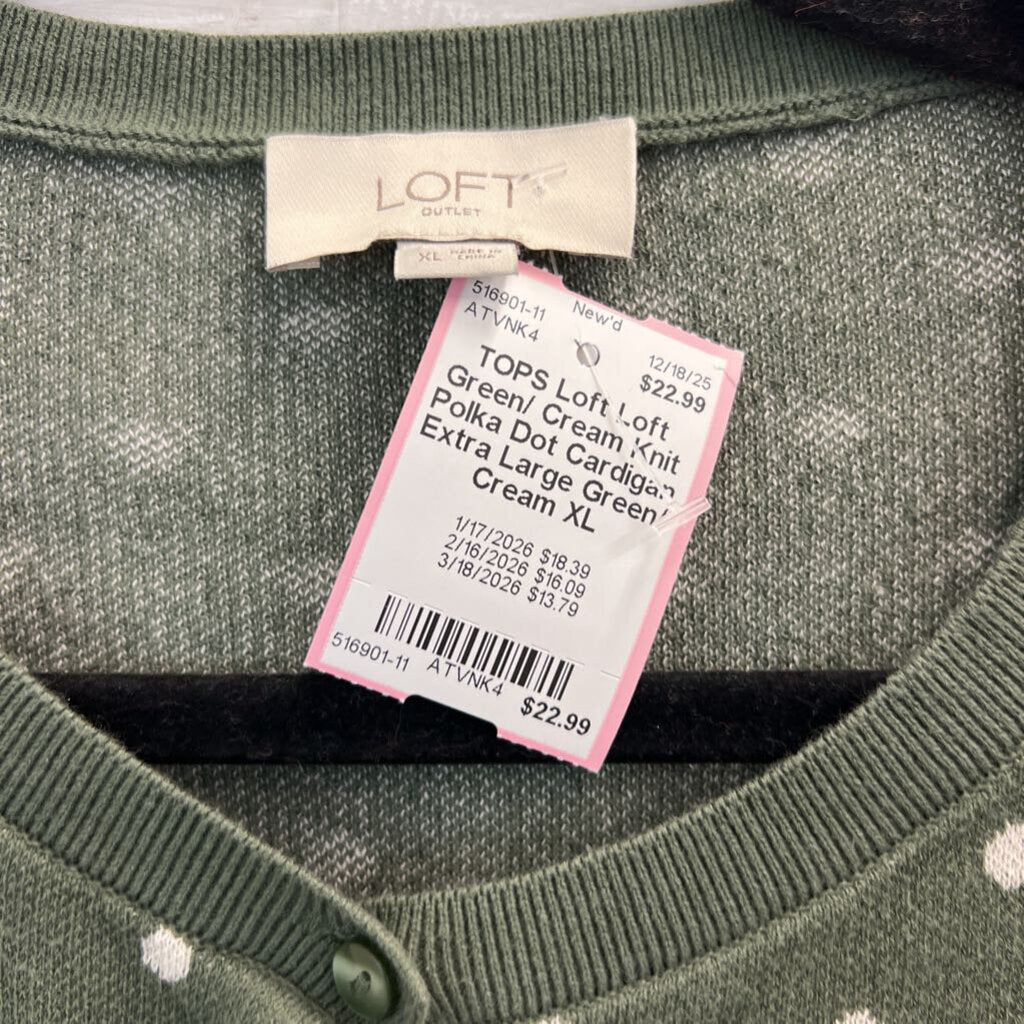 LOFT
OUTLET
XL MADE IN
CHINA
516901-11 New'd
ATVNK4
12/18/25
$22.99
TOPS Loft Loft
Green/ Cream Knit
Polka Dot Cardigan
Extra Large Green/
Cream XL
1/17/2026 $18.39
2/16/2026 $16.09
3/18/2026 $13.79
516901-11 ATVNK4
$22.99